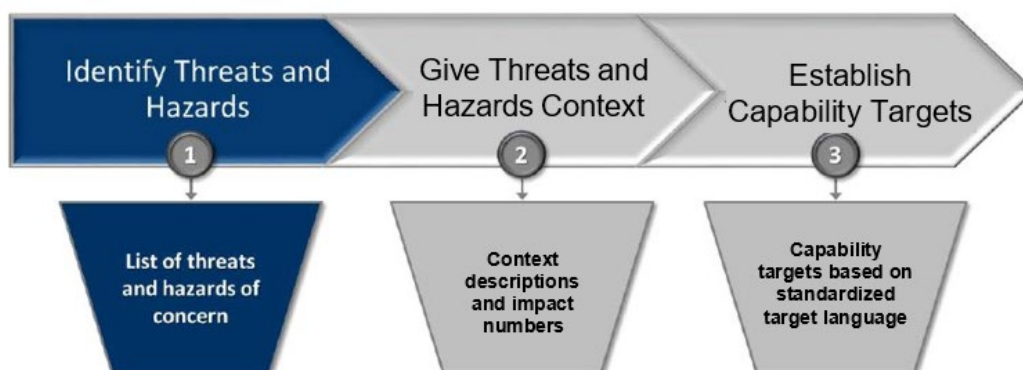 Identify Threats and
Hazards
Give Threats and
Hazards Context
Establish
Capability Targets
1
2
3
List of threats
and hazards of
concern
Context
descriptions
and impact
numbers
Capability
targets based on
standardized
target language